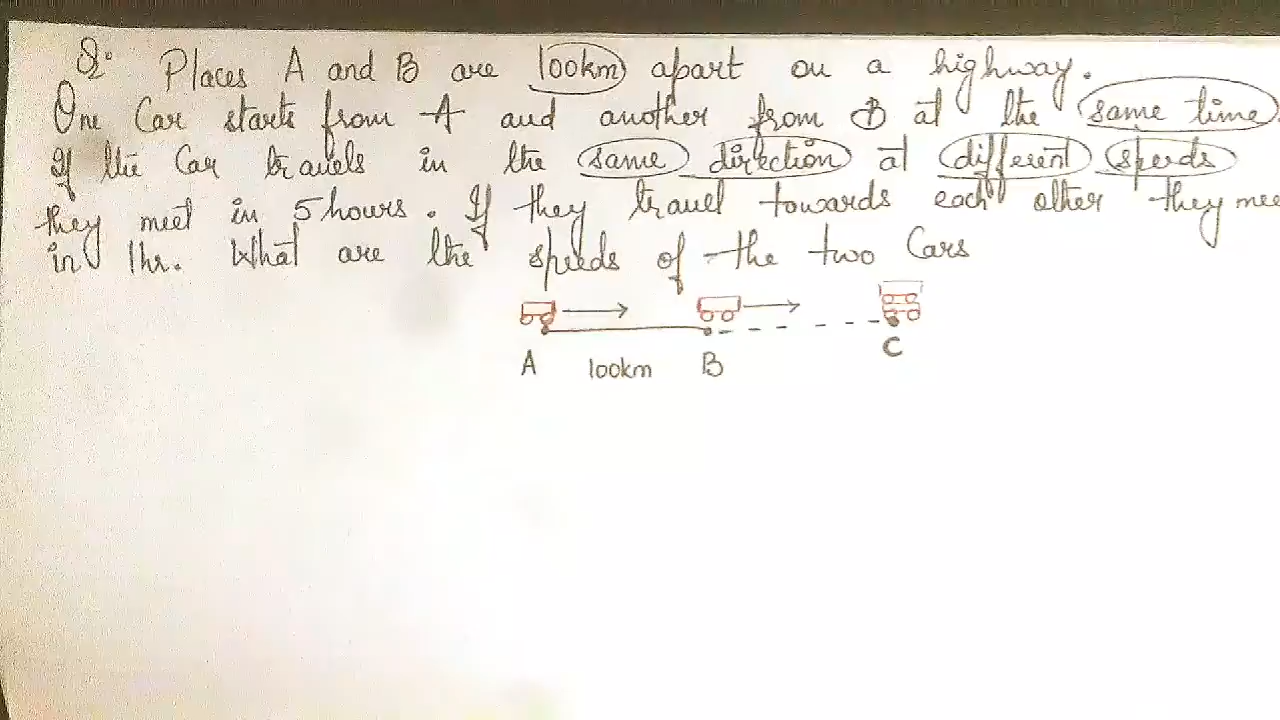 Q. Places A and B are 100km apart on a highway.
One Car starts from A and another from B at the same time.
If the Car travels in the same direction at different speeds
they meet in 5 hours. If they travel towards each other they mee
in 1hr. What are the speeds of the two Cars
A 100km B C